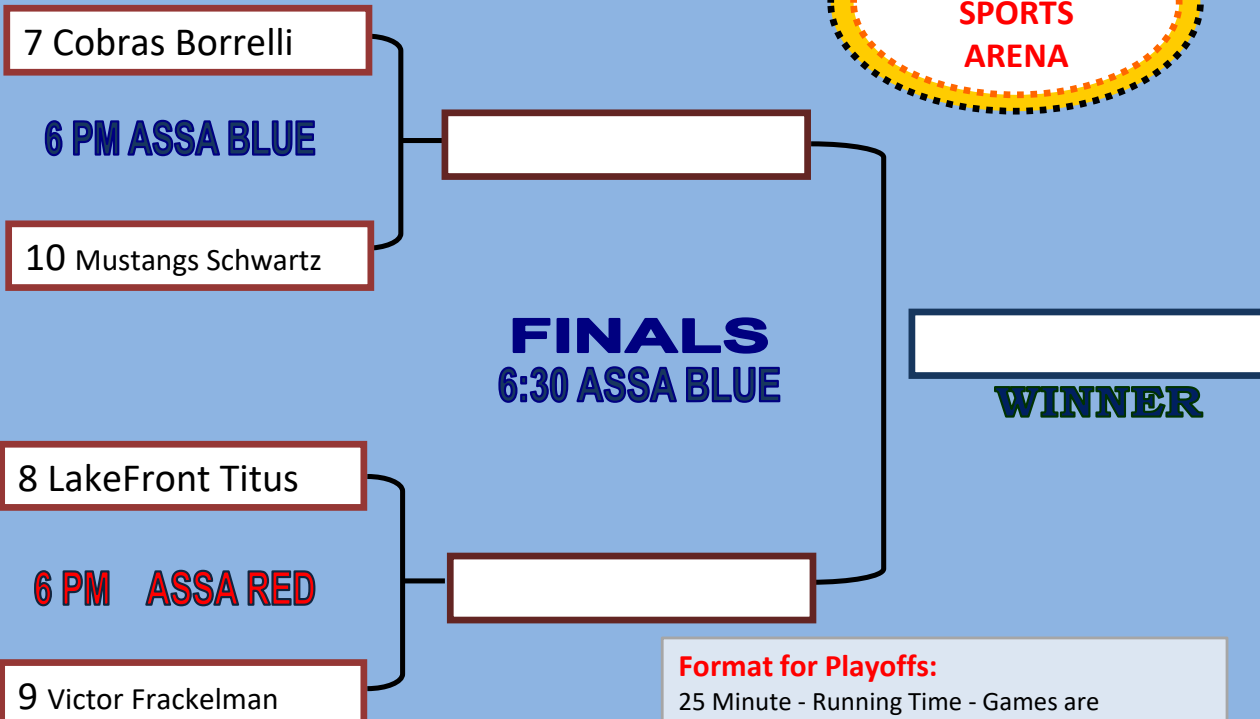 SPORTS
ARENA
7 Cobras Borrelli
6 PM ASSA BLUE
10 Mustangs Schwartz
FINALS
6:30 ASSA BLUE
WINNER
8 LakeFront Titus
6 PM ASSA RED
9 Victor Frackelman
Format for Playoffs:
25 Minute - Running Time - Games are